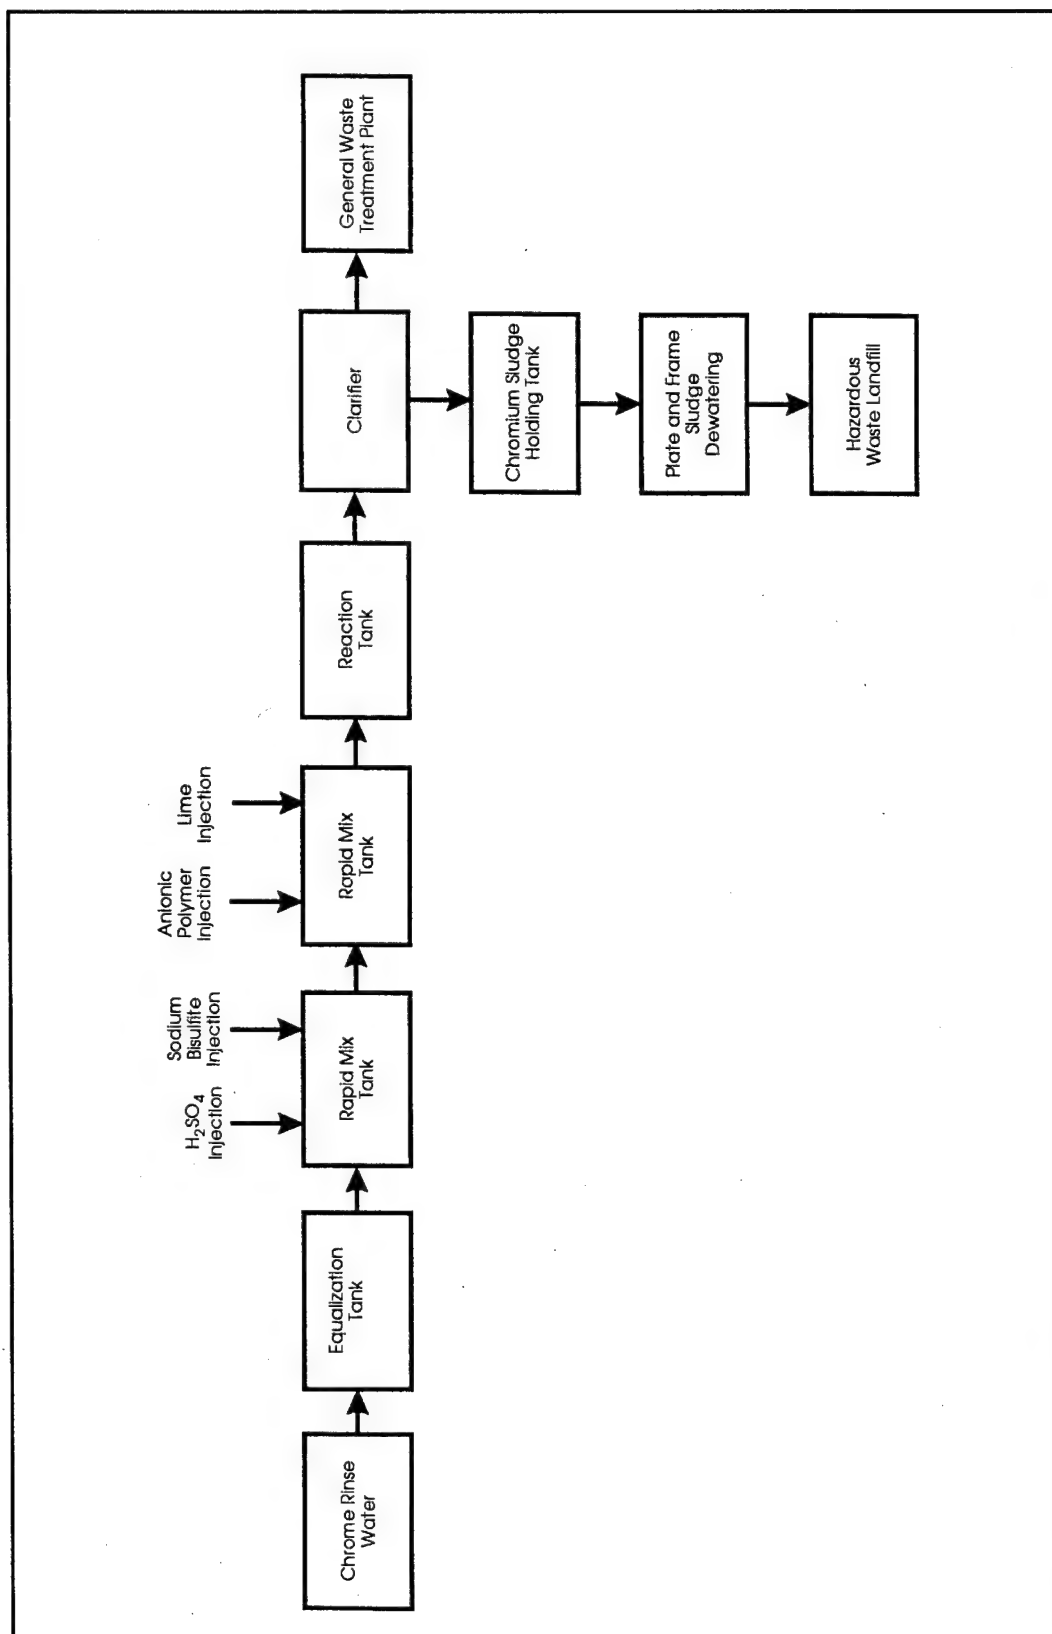 H₂SO₄
Injection
Sodium
Bisulfite
Injection
Anionic
Polymer
Injection
Lime
Injection
Chrome Rinse
Water
Equalization
Tank
Rapid Mix
Tank
Rapid Mix
Tank
Reaction
Tank
Clarifier
General Waste
Treatment Plant
Chromium Sludge
Holding Tank
Plate and Frame
Sludge
Dewatering
Hazardous
Waste Landfill